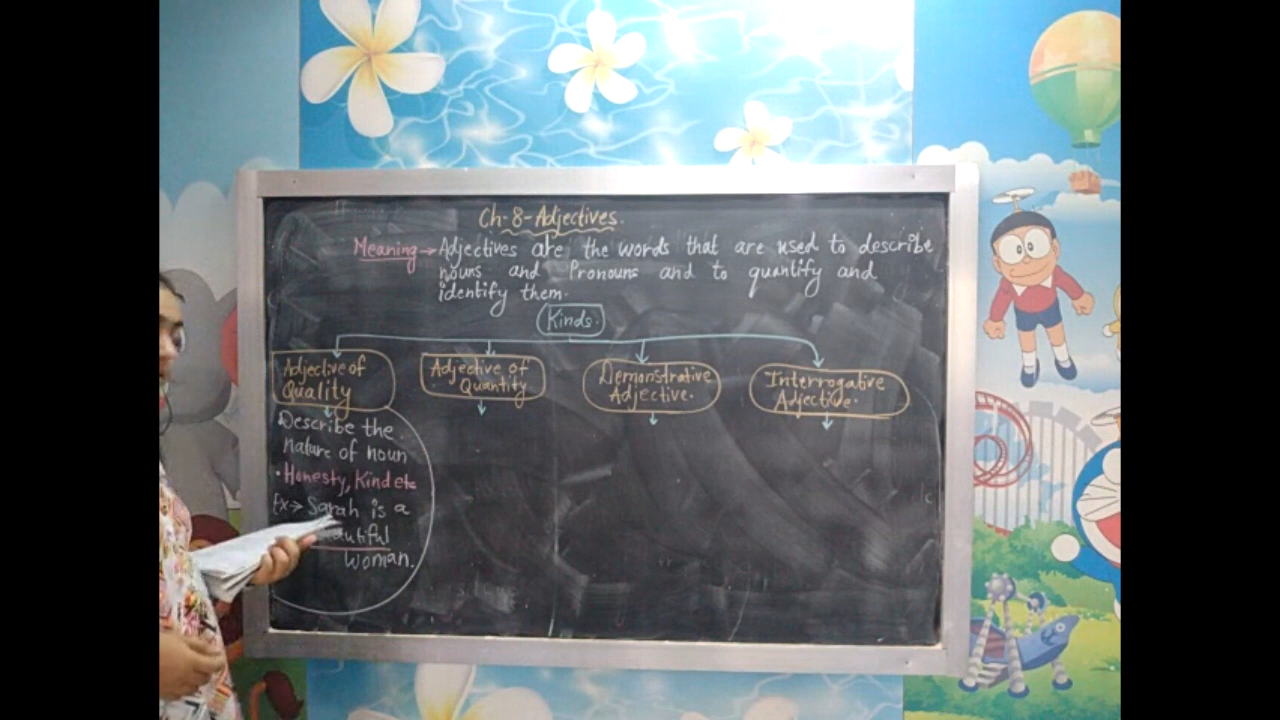 Ch-8-Adjectives.
Meaning→Adjectives are the words that are used to describe
nouns and Pronouns and to quantify and
identify them.
Kinds.
Adjective of
Quality
Describe the
nature of noun
• Honesty, Kind etc
Ex→ Sarah is a
autiful
woman.
Adjective of
Quantity
Demonstrative
Adjective.
Interrogative
Adjective.